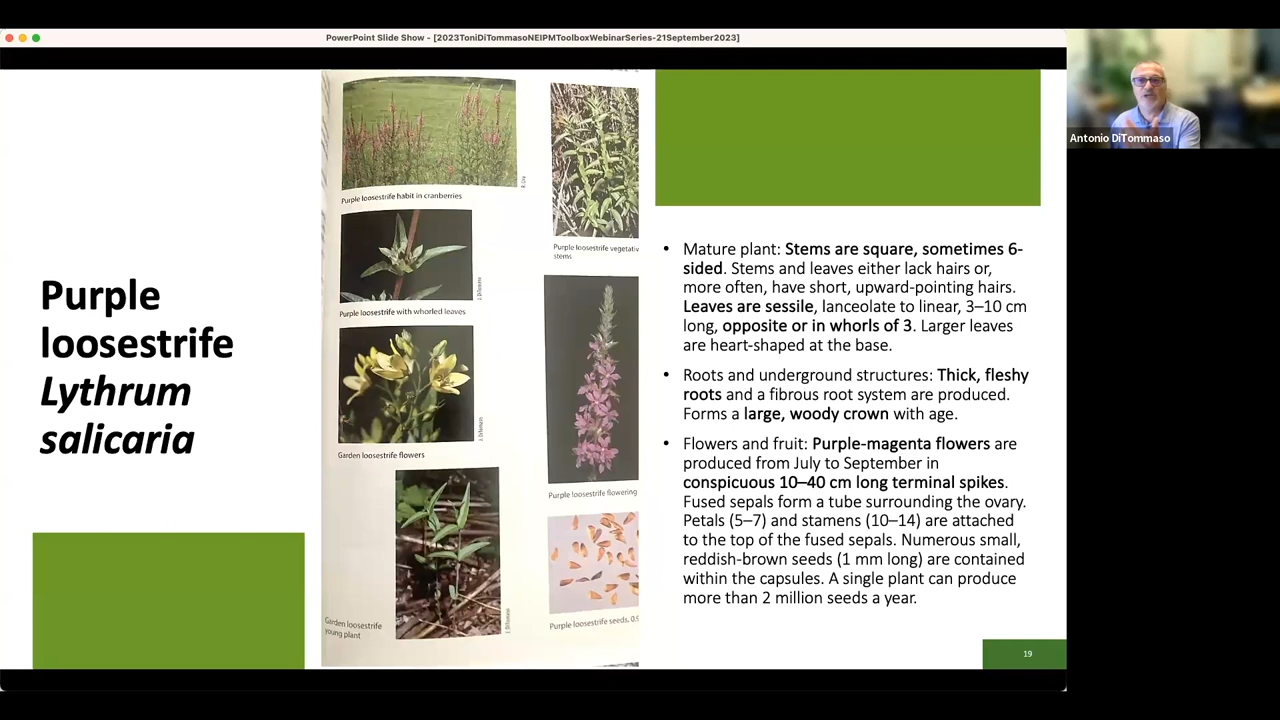 PowerPoint Slide Show - [2023ToniDiTommasoNEIPMToolboxWebinarSeries-21September2023]
Antonio DiTommaso
Purple
loosestrife
Lythrum
salicaria
Purple loosestrife habit in cranberries
Purple loosestrife with whorled leaves
Garden loosestrife flowers
Garden loosestrife
young plant
Purple loosestrife vegetativ
stems
Purple loosestrife flowering
Purple loosestrife seeds, 0.9
• Mature plant: Stems are square, sometimes 6-
sided. Stems and leaves either lack hairs or,
more often, have short, upward-pointing hairs.
Leaves are sessile, lanceolate to linear, 3–10 cm
long, opposite or in whorls of 3. Larger leaves
are heart-shaped at the base.
• Roots and underground structures: Thick, fleshy
roots and a fibrous root system are produced.
Forms a large, woody crown with age.
• Flowers and fruit: Purple-magenta flowers are
produced from July to September in
conspicuous 10–40 cm long terminal spikes.
Fused sepals form a tube surrounding the ovary.
Petals (5–7) and stamens (10–14) are attached
to the top of the fused sepals. Numerous small,
reddish-brown seeds (1 mm long) are contained
within the capsules. A single plant can produce
more than 2 million seeds a year.
19